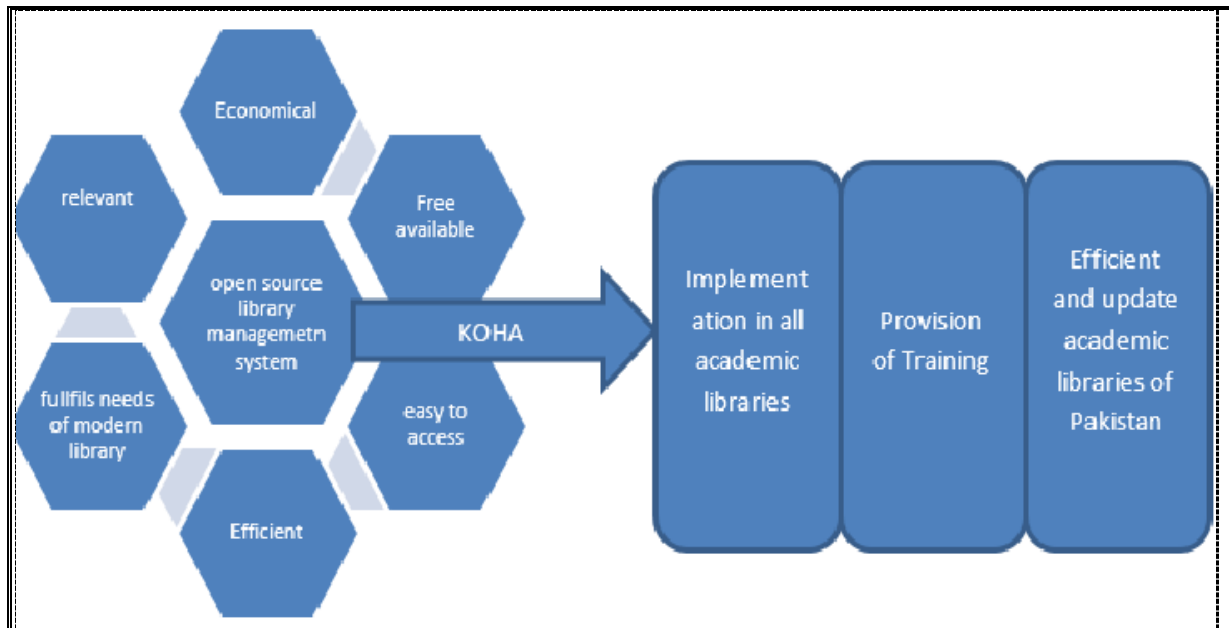 Economical
relevant
Free
available
open source
library
managemetn
system
KOHA
fullfils needs
of modern
library
easy to
access
Efficient
Implement
ation in all
academic
libraries
Provision
of Training
Efficient
and update
academic
libraries of
Pakistan